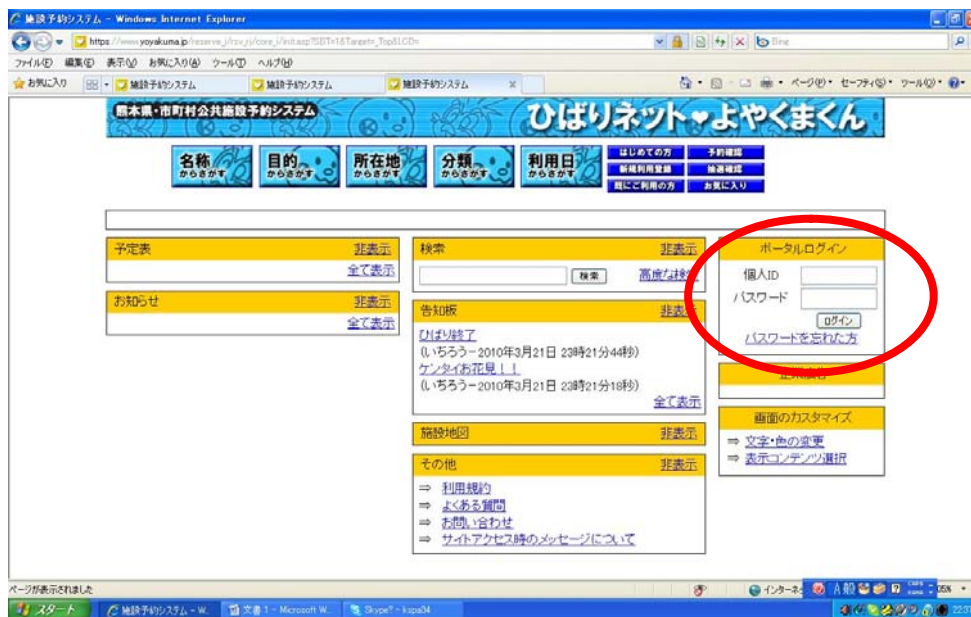 施設予約システム - Windows Internet Explorer
https://www.yoyakuma.jp/reserve_j/rsv_rj/core_i/init.asp?SBT=1&Target=_Top&LCD=
Bing
ファイル(F) 編集(E) 表示(V) お気に入り(A) ツール(T) ヘルプ(H)
お気に入り 施設予約システム 施設予約システム 施設予約システム × ページ(P) セーフティ(S) ツール(O)
熊本県・市町村公共施設予約システム
ひばりネット♥よやくまくん
名称からさがす 目的からさがす 所在地からさがす 分類からさがす 利用日からさがす
はじめての方 予約確認
新規利用登録 抽選確認
既にご利用の方 お気に入り
予定表 非表示
全て表示
お知らせ 非表示
全て表示
検索 非表示
検索 高度な検索
告知板 非表示
ひばり終了
(いちろう-2010年3月21日 23時21分44秒)
ケンタイお花見!!
(いちろう-2010年3月21日 23時21分18秒)
全て表示
施設地図 非表示
その他 非表示
⇒ 利用規約
⇒ よくある質問
⇒ お問い合わせ
⇒ サイトアクセス時のメッセージについて
ポータルログイン
個人ID
パスワード
ログイン
パスワードを忘れた方
画面のカスタマイズ
⇒ 文字・色の変更
⇒ 表示コンテンツ選択
ページが表示されました
インターネ A般 CAPS
スタート 施設予約システム - W... 文書 1 - Microsoft W... Skype